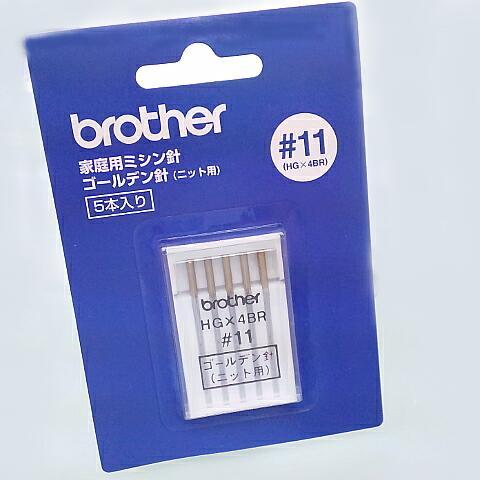 brother
家庭用ミシン針
ゴールデン針(ニット用)
5本入り
#11
(HG×4BR)
brother
HG×4BR
#11
ゴールデン針
(ニット用)